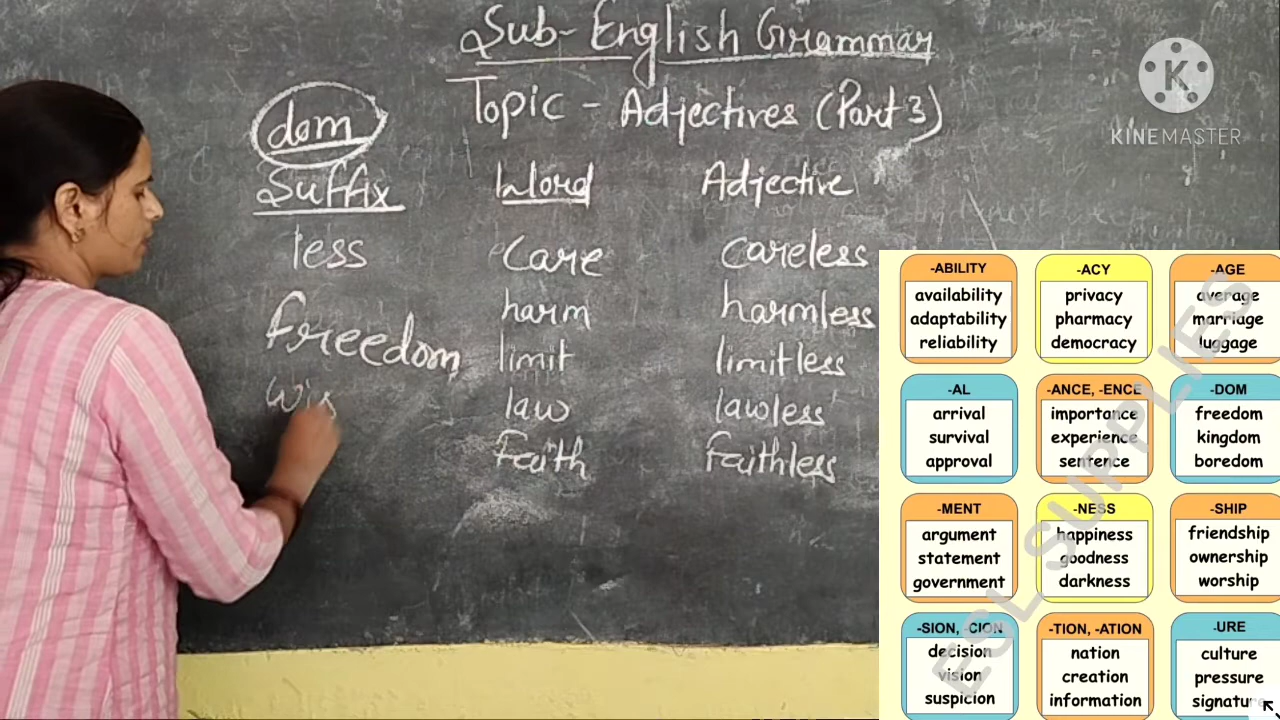 Sub- English Grammar
Topic - Adjectives (Part 3)
dom
Suffix Word Adjective
less Care Careless
harm harmless
freedom limit limitless
wis law lawless
Faith Faithless
KINEMASTER
-ABILITY
availability
adaptability
reliability
-ACY
privacy
pharmacy
democracy
-AGE
average
marriage
luggage
-AL
arrival
survival
approval
-ANCE, -ENCE
importance
experience
sentence
-DOM
freedom
kingdom
boredom
-MENT
argument
statement
government
-NESS
happiness
goodness
darkness
-SHIP
friendship
ownership
worship
-SION, -CION
decision
vision
suspicion
-TION, -ATION
nation
creation
information
-URE
culture
pressure
signature
ESL SUPPLIES